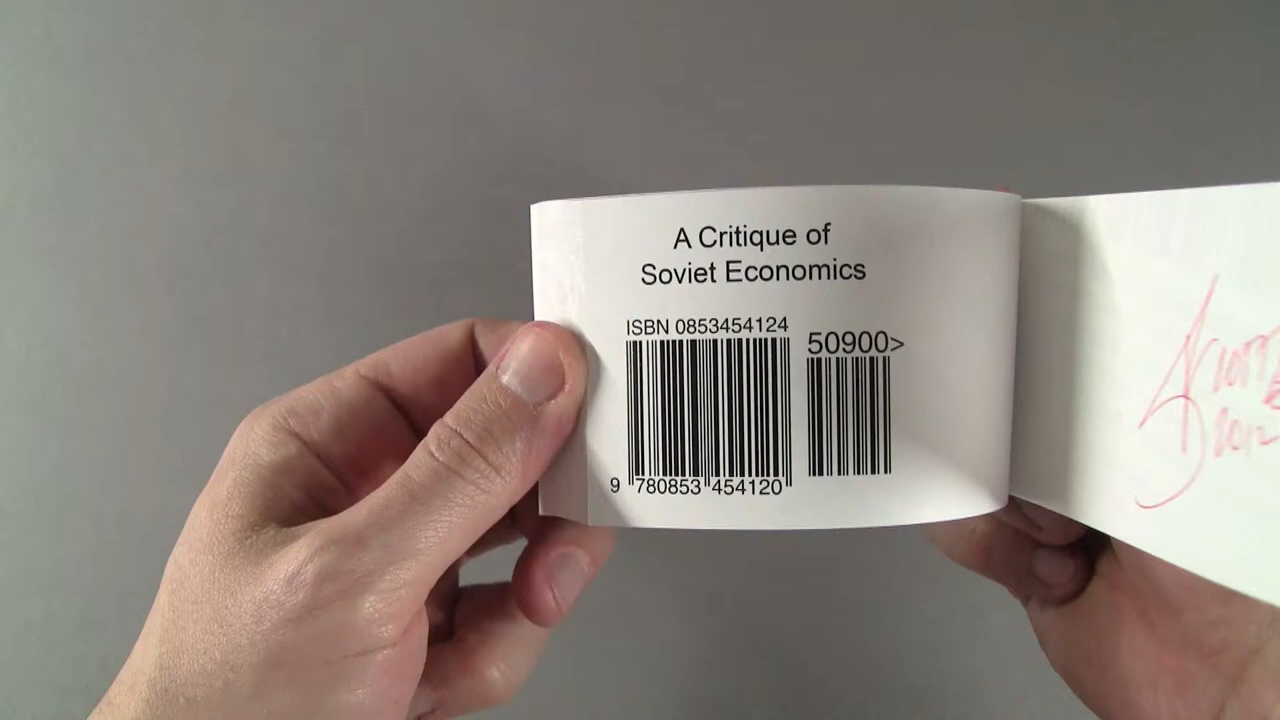 A Critique of
Soviet Economics
ISBN 0853454124
50900>
9 780853 454120